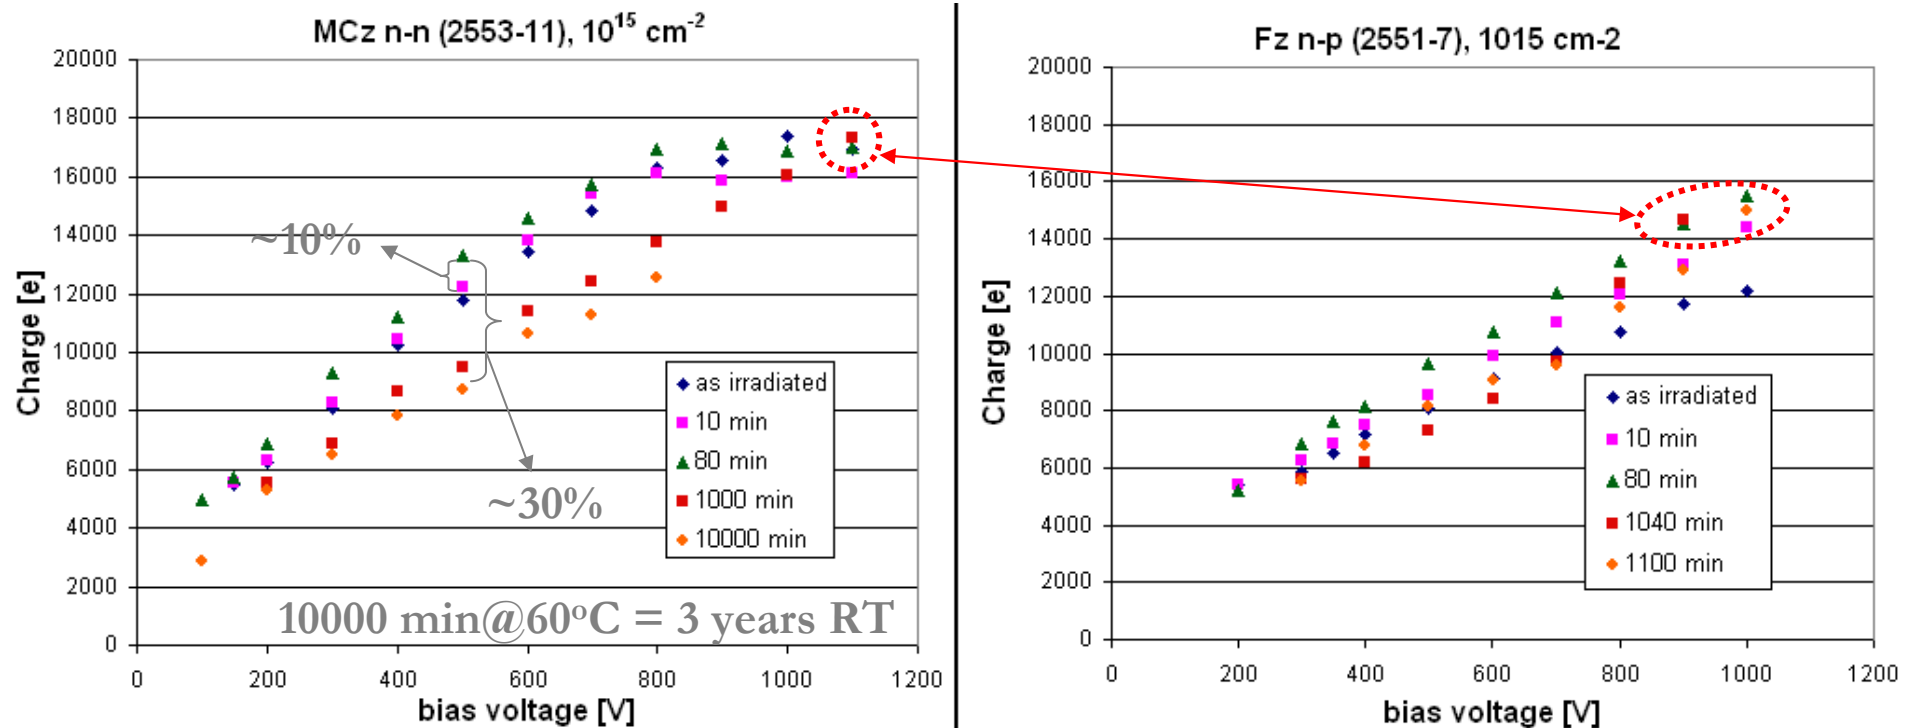 MCz n-n (2553-11), 10¹⁵ cm⁻²
20000
18000
16000
14000
12000
10000
8000
6000
4000
2000
0
Charge [e]
~10%
~30%
as irradiated
10 min
80 min
1000 min
10000 min
10000 min@60ºC = 3 years RT
0 200 400 600 800 1000 1200
bias voltage [V]
Fz n-p (2551-7), 1015 cm-2
20000
18000
16000
14000
12000
10000
8000
6000
4000
2000
0
Charge [e]
as irradiated
10 min
80 min
1040 min
1100 min
0 200 400 600 800 1000 1200
bias voltage [V]